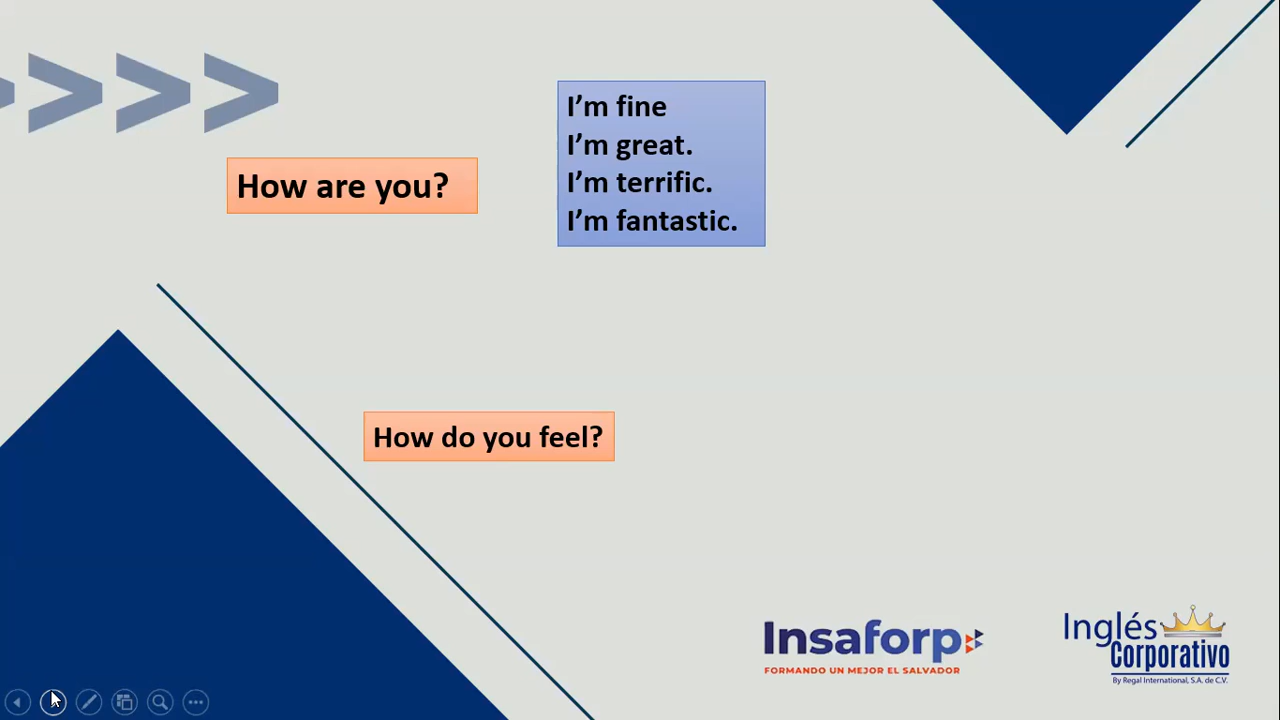 How are you?
I’m fine
I’m great.
I’m terrific.
I’m fantastic.
How do you feel?
Insaforp
FORMANDO UN MEJOR EL SALVADOR
Inglés
Corporativo
By Regal International, S.A. de C.V.